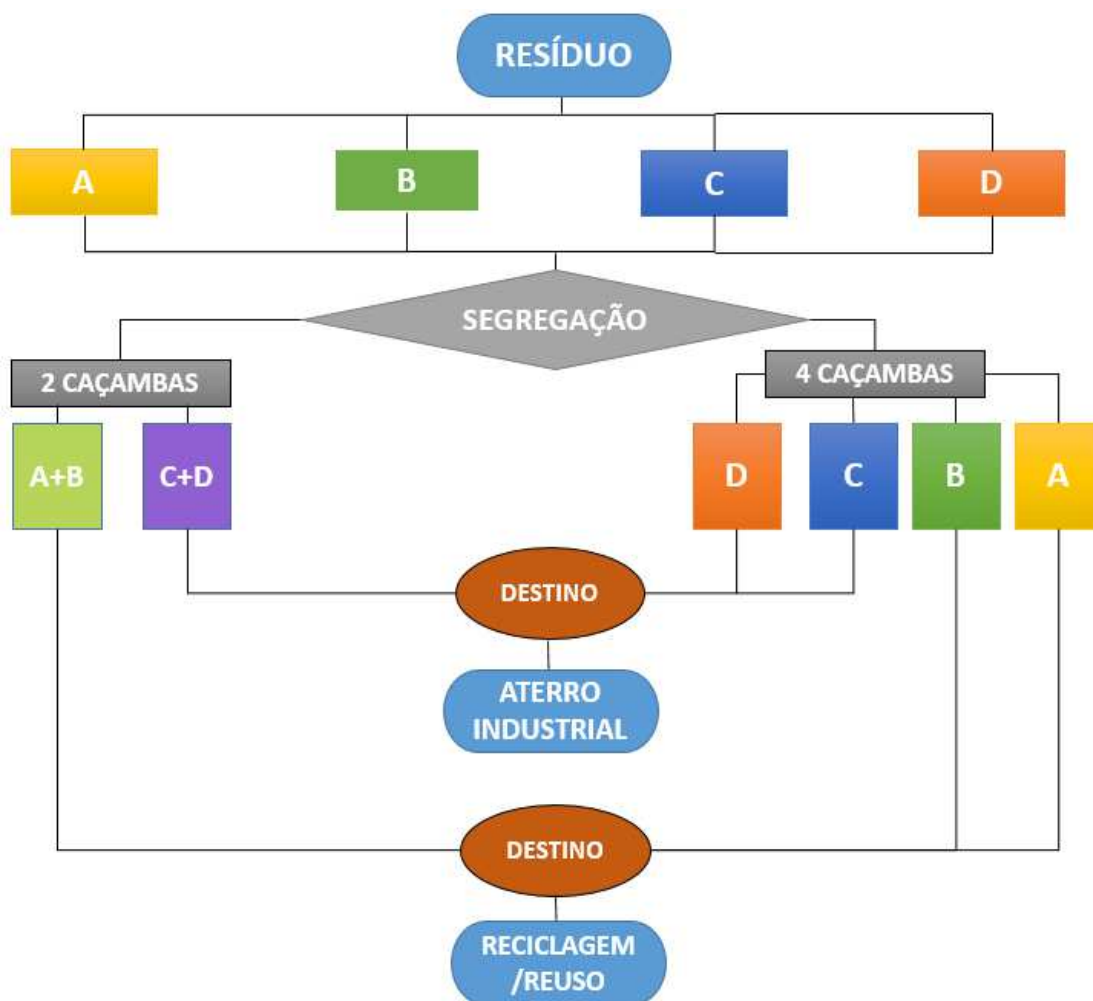 RESÍDUO
A
B
C
D
SEGREGAÇÃO
2 CAÇAMBAS
4 CAÇAMBAS
A+B
C+D
D
C
B
A
DESTINO
ATERRO
INDUSTRIAL
DESTINO
RECICLAGEM
/REUSO